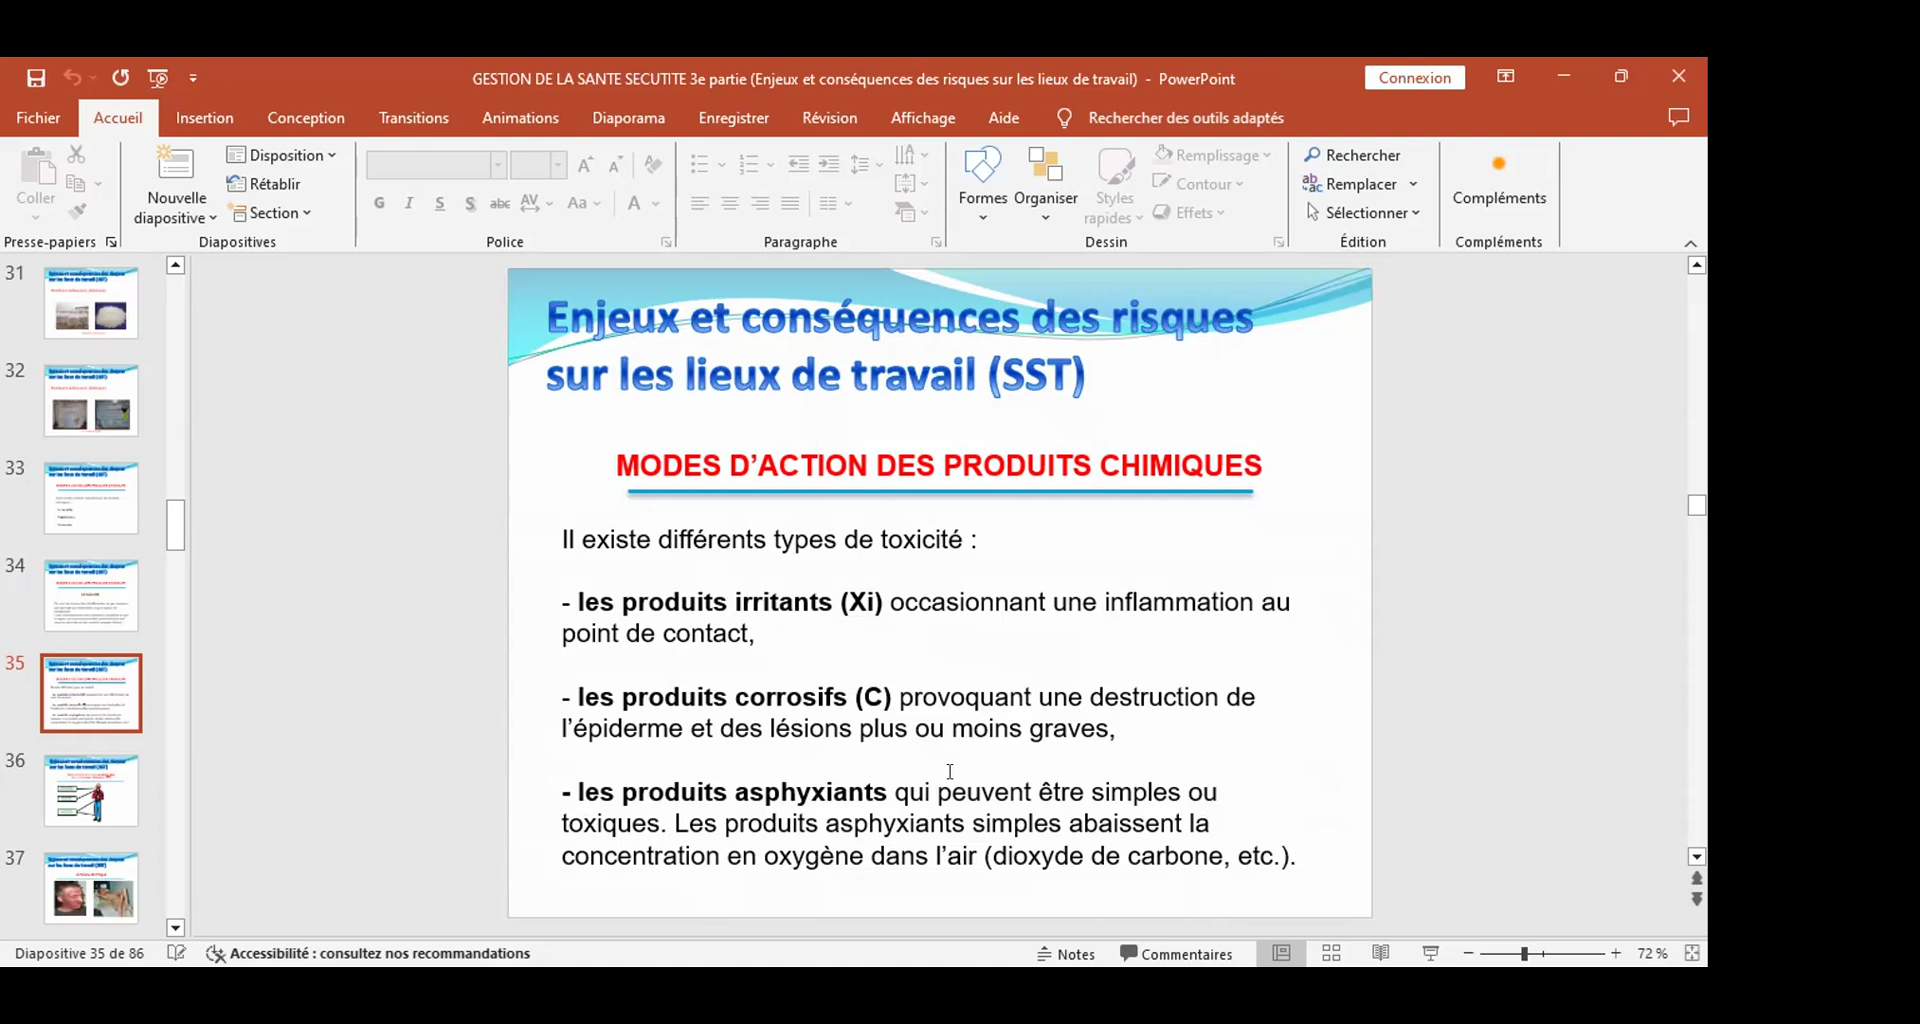 GESTION DE LA SANTE SECUTITE 3e partie (Enjeux et conséquences des risques sur les lieux de travail) - PowerPoint
Connexion
Fichier Accueil Insertion Conception Transitions Animations Diaporama Enregistrer Révision Affichage Aide Rechercher des outils adaptés
Coller
Presse-papiers
Nouvelle
diapositive
Disposition
Rétablir
Section
Diapositives
G I S S abc AV Aa A
Police
Paragraphe
Formes
Organiser
Styles
rapides
Remplissage
Contour
Effets
Dessin
Rechercher
Remplacer
Sélectionner
Édition
Compléments
Compléments
31
32
33
34
35
36
37
Enjeux et conséquences des risques
sur les lieux de travail (SST)
MODES D’ACTION DES PRODUITS CHIMIQUES
Il existe différents types de toxicité :
- les produits irritants (Xi) occasionnant une inflammation au
point de contact,
- les produits corrosifs (C) provoquant une destruction de
l’épiderme et des lésions plus ou moins graves,
- les produits asphyxiants qui peuvent être simples ou
toxiques. Les produits asphyxiants simples abaissent la
concentration en oxygène dans l’air (dioxyde de carbone, etc.).
Diapositive 35 de 86
Accessibilité : consultez nos recommandations
Notes
Commentaires
72 %